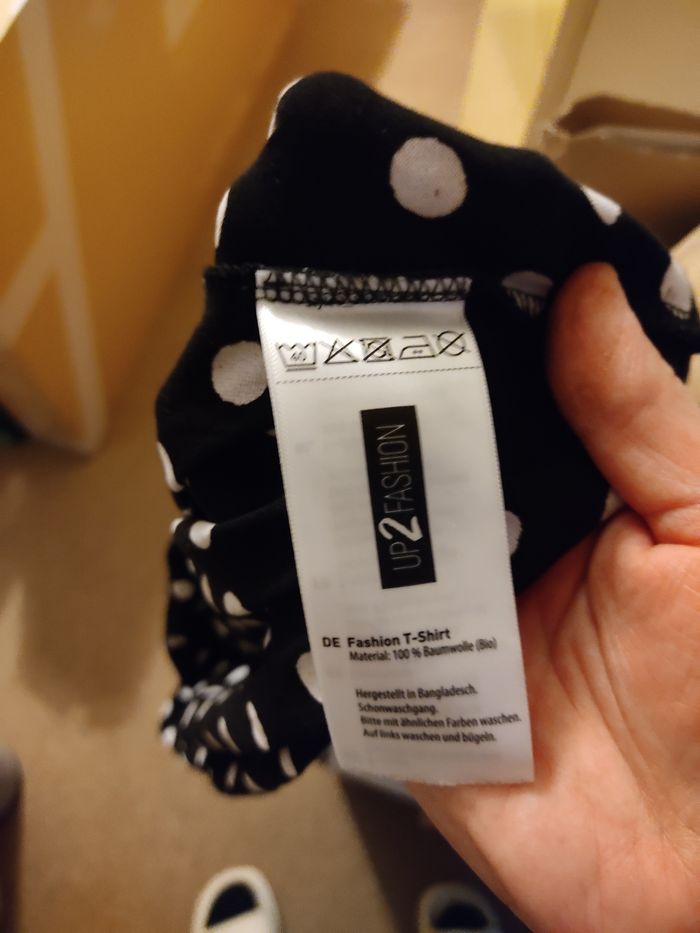 40
UP2FASHION
DE Fashion T-Shirt
Material: 100 % Baumwolle (Bio)
Hergestellt in Bangladesch.
Schonwaschgang.
Bitte mit ähnlichen Farben waschen.
Auf links waschen und bügeln.